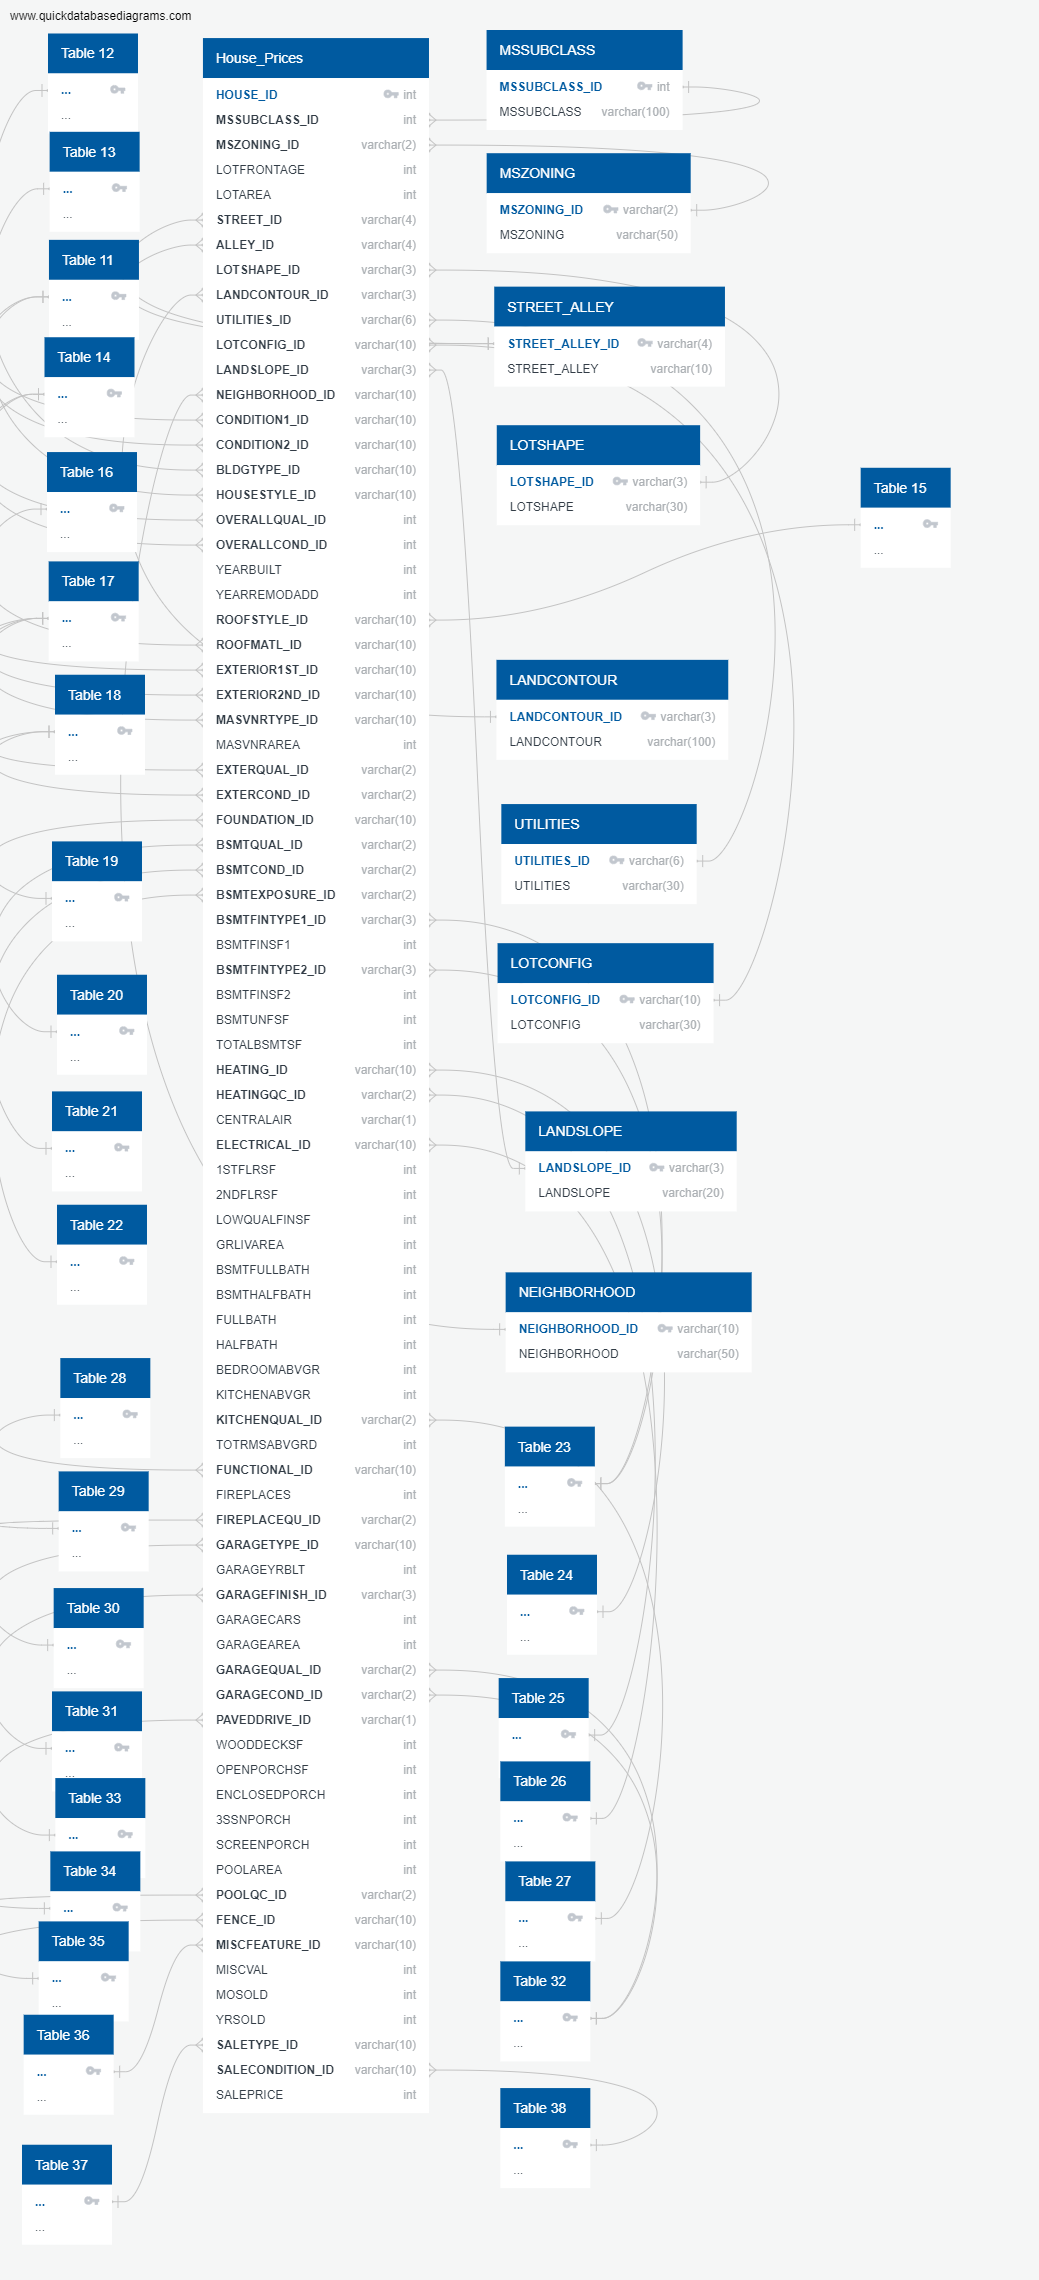 www.quickdatabasediagrams.com
Table 12
...
...
Table 13
...
...
Table 11
...
...
Table 14
...
...
Table 16
...
...
Table 17
...
...
Table 18
...
...
Table 19
...
...
Table 20
...
...
Table 21
...
...
Table 22
...
...
Table 28
...
...
Table 29
...
...
Table 30
...
...
Table 31
...
...
Table 33
...
Table 34
...
Table 35
...
...
Table 36
...
...
Table 37
...
...
House_Prices
HOUSE_ID int
MSSUBCLASS_ID int
MSZONING_ID varchar(2)
LOTFRONTAGE int
LOTAREA int
STREET_ID varchar(4)
ALLEY_ID varchar(4)
LOTSHAPE_ID varchar(3)
LANDCONTOUR_ID varchar(3)
UTILITIES_ID varchar(6)
LOTCONFIG_ID varchar(10)
LANDSLOPE_ID varchar(3)
NEIGHBORHOOD_ID varchar(10)
CONDITION1_ID varchar(10)
CONDITION2_ID varchar(10)
BLDGTYPE_ID varchar(10)
HOUSESTYLE_ID varchar(10)
OVERALLQUAL_ID int
OVERALLCOND_ID int
YEARBUILT int
YEARREMODADD int
ROOFSTYLE_ID varchar(10)
ROOFMATL_ID varchar(10)
EXTERIOR1ST_ID varchar(10)
EXTERIOR2ND_ID varchar(10)
MASVNRTYPE_ID varchar(10)
MASVNRAREA int
EXTERQUAL_ID varchar(2)
EXTERCOND_ID varchar(2)
FOUNDATION_ID varchar(10)
BSMTQUAL_ID varchar(2)
BSMTCOND_ID varchar(2)
BSMTEXPOSURE_ID varchar(2)
BSMTFINTYPE1_ID varchar(3)
BSMTFINSF1 int
BSMTFINTYPE2_ID varchar(3)
BSMTFINSF2 int
BSMTUNFSF int
TOTALBSMTSF int
HEATING_ID varchar(10)
HEATINGQC_ID varchar(2)
CENTRALAIR varchar(1)
ELECTRICAL_ID varchar(10)
1STFLRSF int
2NDFLRSF int
LOWQUALFINSF int
GRLIVAREA int
BSMTFULLBATH int
BSMTHALFBATH int
FULLBATH int
HALFBATH int
BEDROOMABVGR int
KITCHENABVGR int
KITCHENQUAL_ID varchar(2)
TOTRMSABVGRD int
FUNCTIONAL_ID varchar(10)
FIREPLACES int
FIREPLACEQU_ID varchar(2)
GARAGETYPE_ID varchar(10)
GARAGEYRBLT int
GARAGEFINISH_ID varchar(3)
GARAGECARS int
GARAGEAREA int
GARAGEQUAL_ID varchar(2)
GARAGECOND_ID varchar(2)
PAVEDDRIVE_ID varchar(1)
WOODDECKSF int
OPENPORCHSF int
ENCLOSEDPORCH int
3SSNPORCH int
SCREENPORCH int
POOLAREA int
POOLQC_ID varchar(2)
FENCE_ID varchar(10)
MISCFEATURE_ID varchar(10)
MISCVAL int
MOSOLD int
YRSOLD int
SALETYPE_ID varchar(10)
SALECONDITION_ID varchar(10)
SALEPRICE int
MSSUBCLASS
MSSUBCLASS_ID int
MSSUBCLASS varchar(100)
MSZONING
MSZONING_ID varchar(2)
MSZONING varchar(50)
STREET_ALLEY
STREET_ALLEY_ID varchar(4)
STREET_ALLEY varchar(10)
LOTSHAPE
LOTSHAPE_ID varchar(3)
LOTSHAPE varchar(30)
Table 15
...
...
LANDCONTOUR
LANDCONTOUR_ID varchar(3)
LANDCONTOUR varchar(100)
UTILITIES
UTILITIES_ID varchar(6)
UTILITIES varchar(30)
LOTCONFIG
LOTCONFIG_ID varchar(10)
LOTCONFIG varchar(30)
LANDSLOPE
LANDSLOPE_ID varchar(3)
LANDSLOPE varchar(20)
NEIGHBORHOOD
NEIGHBORHOOD_ID varchar(10)
NEIGHBORHOOD varchar(50)
Table 23
...
...
Table 24
...
...
Table 25
...
Table 26
...
...
Table 27
...
...
Table 32
...
...
Table 38
...
...